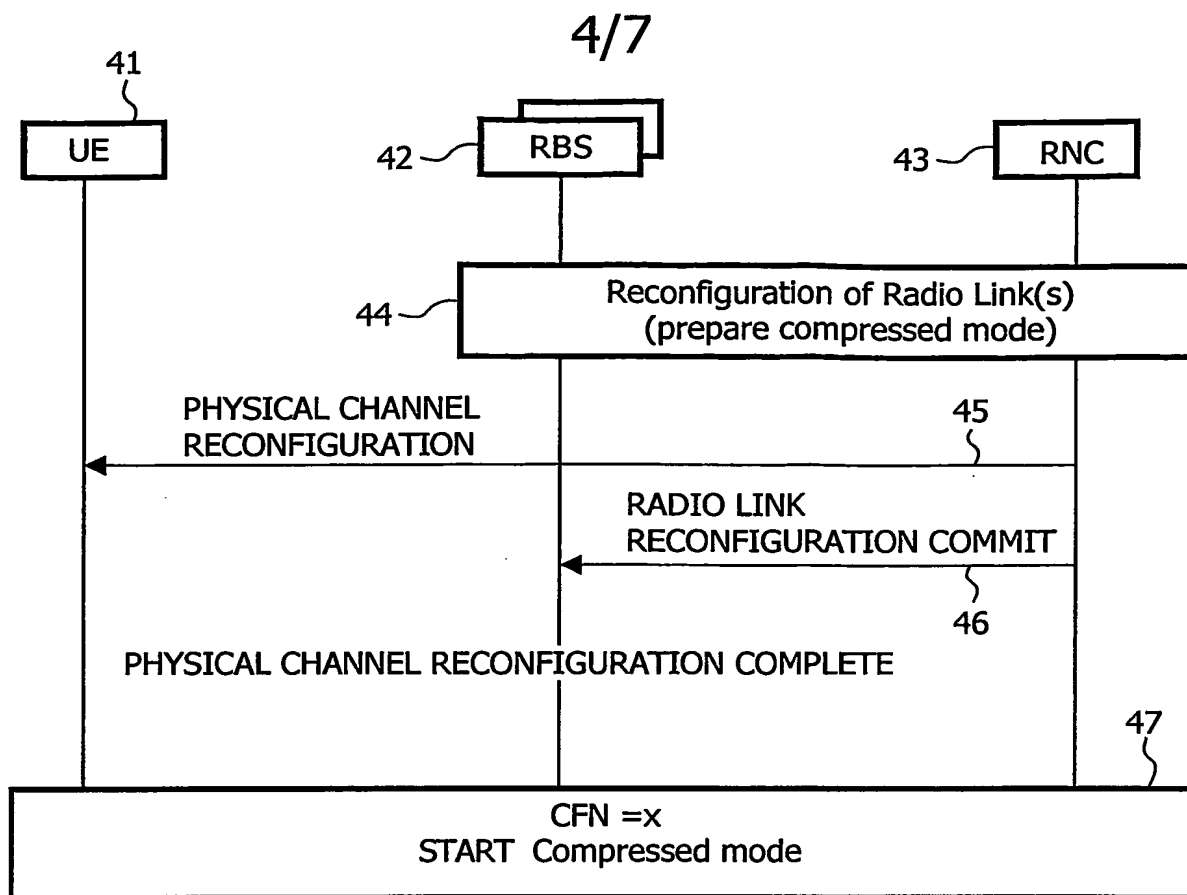 4/7
41
UE
42
RBS
43
RNC
44
Reconfiguration of Radio Link(s)
(prepare compressed mode)
PHYSICAL CHANNEL
RECONFIGURATION
45
RADIO LINK
RECONFIGURATION COMMIT
46
PHYSICAL CHANNEL RECONFIGURATION COMPLETE
47
CFN =x
START Compressed mode